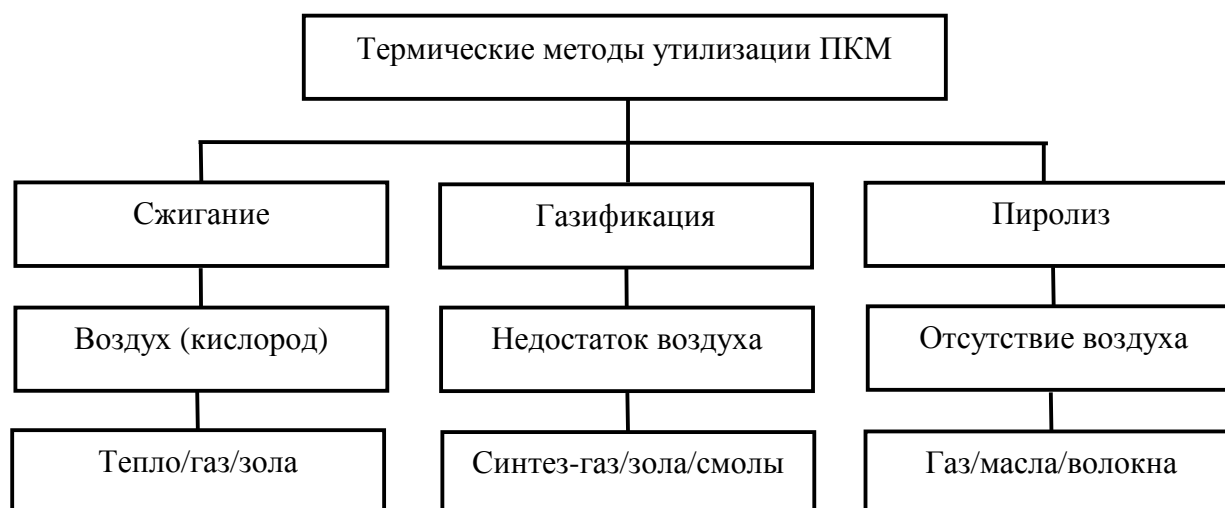 Термические методы утилизации ПКМ
Сжигание
Газификация
Пиролиз
Воздух (кислород)
Недостаток воздуха
Отсутствие воздуха
Тепло/газ/зола
Синтез-газ/зола/смолы
Газ/масла/волокна